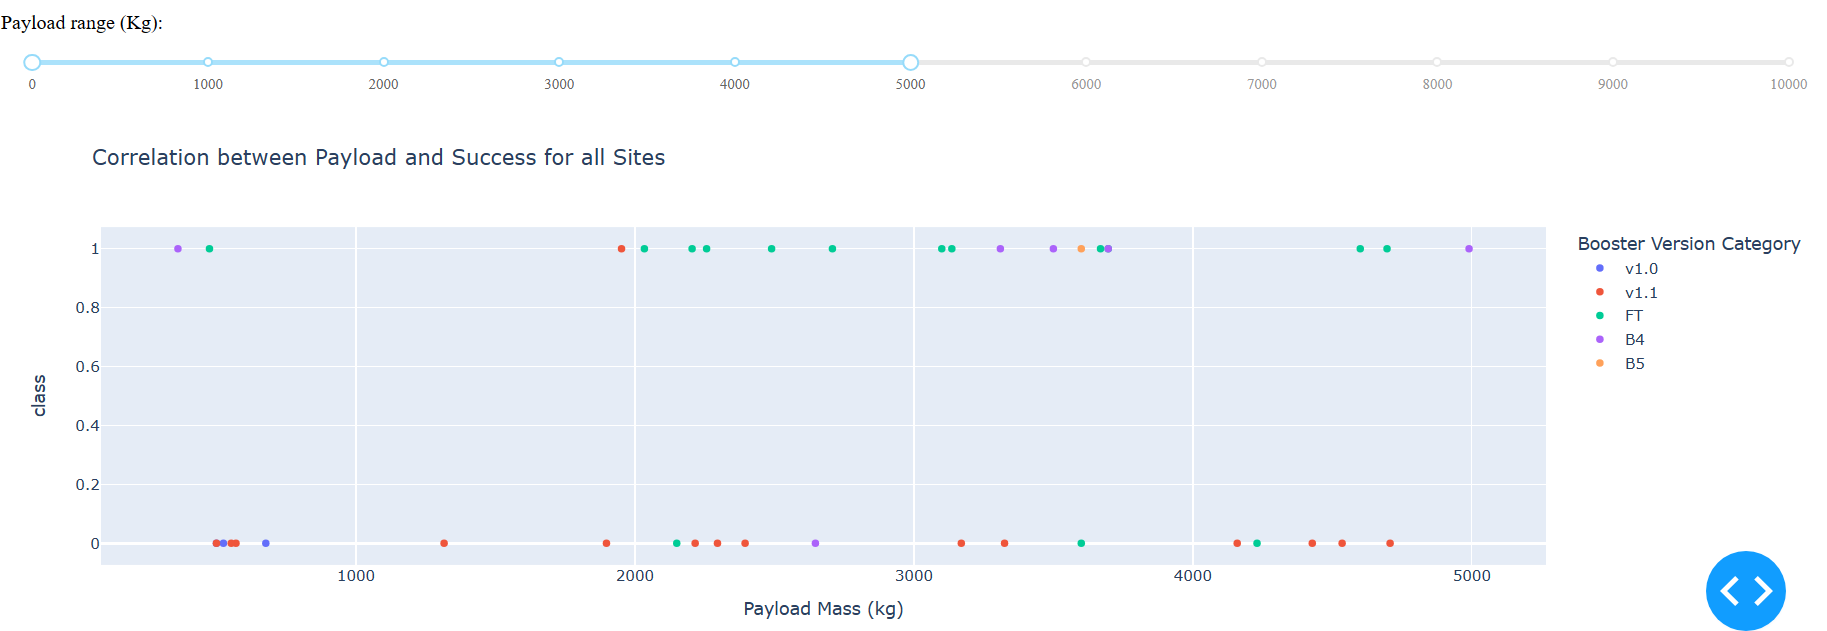 Payload range (Kg):
0 1000 2000 3000 4000 5000 6000 7000 8000 9000 10000
Correlation between Payload and Success for all Sites
1
0.8
0.6
0.4
0.2
0
class
1000 2000 3000 4000 5000
Payload Mass (kg)
Booster Version Category
v1.0
v1.1
FT
B4
B5